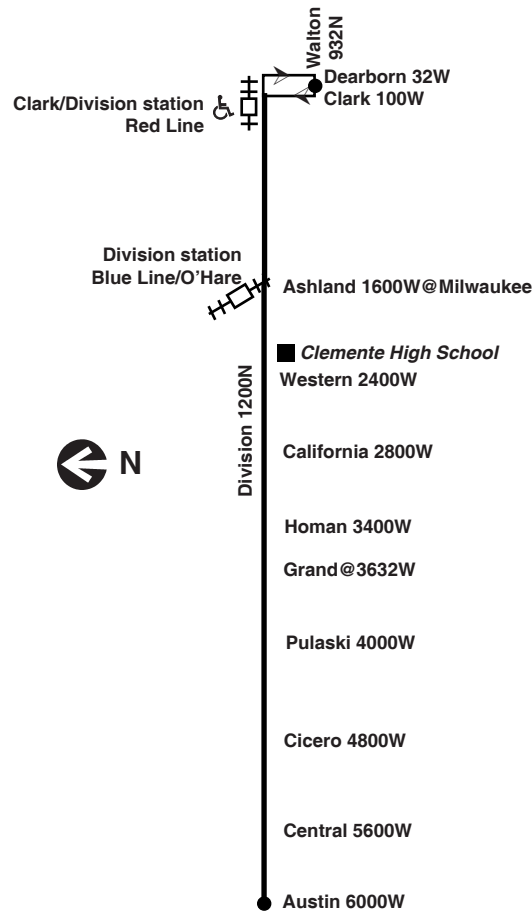 Walton
932N
Dearborn 32W
Clark 100W
Clark/Division station
Red Line
Division station
Blue Line/O’Hare
Ashland 1600W@Milwaukee
Clemente High School
Western 2400W
Division 1200N
California 2800W
N
Homan 3400W
Grand@3632W
Pulaski 4000W
Cicero 4800W
Central 5600W
Austin 6000W